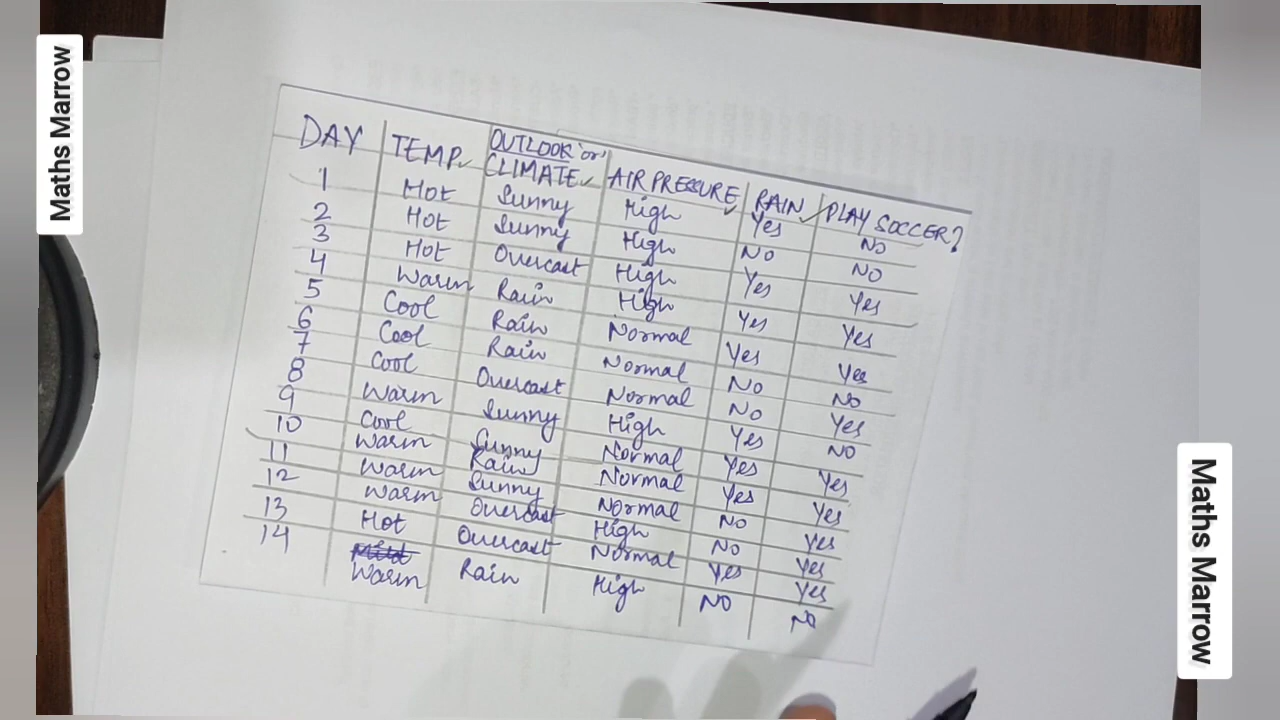 Maths Marrow
DAY TEMP. OUTLOOK 'or' CLIMATE AIR PRESSURE RAIN PLAY SOCCER?
1 Hot Sunny High Yes No
2 Hot Sunny High No No
3 Hot Overcast High Yes Yes
4 Warm Rain High Yes Yes
5 Cool Rain Normal Yes Yes
6 Cool Rain Normal No No
7 Cool Overcast Normal No Yes
8 Warm Sunny High Yes No
9 Cool Sunny Normal Yes Yes
10 Warm Rain Normal Yes Yes
11 Warm Sunny Normal No Yes
12 Warm Overcast High No Yes
13 Hot Overcast Normal Yes Yes
14 Warm Rain High No No
Maths Marrow